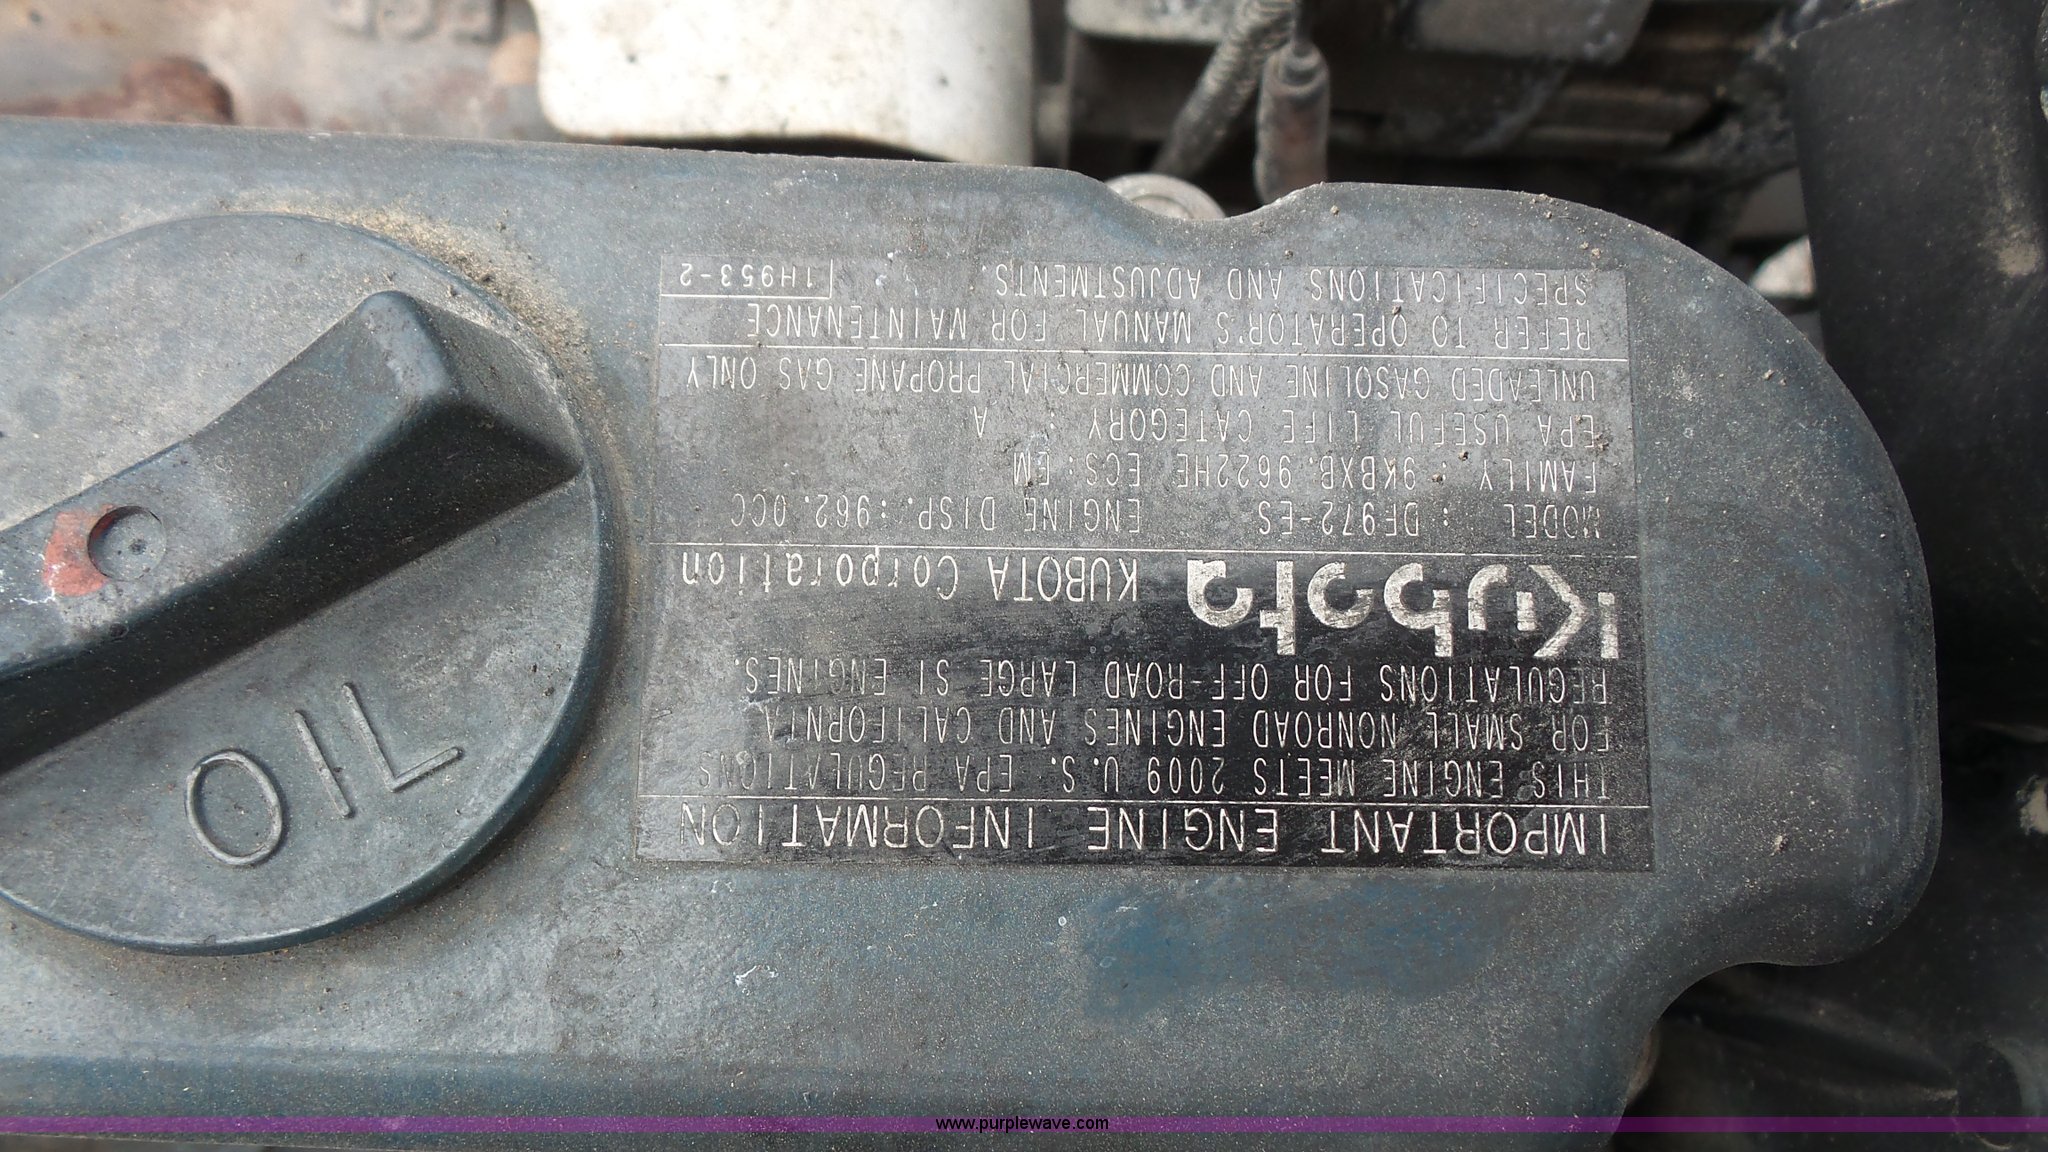 IMPORTANT ENGINE INFORMATION
THIS ENGINE MEETS 2009 U.S. EPA REGULATIONS
FOR SMALL NONROAD ENGINES AND CALIFORNIA
REGULATIONS FOR OFF-ROAD LARGE SI ENGINES.
Kubota KUBOTA Corporation
MODEL : DF972-ES ENGINE DISP.:962.0CC
FAMILY : 9KBXB.9622HE ECS:EM
EPA USEFUL LIFE CATEGORY : A
UNLEADED GASOLINE AND COMMERCIAL PROPANE GAS ONLY
REFER TO OPERATOR'S MANUAL FOR MAINTENANCE
SPECIFICATIONS AND ADJUSTMENTS. 1H953-2
OIL
www.purplewave.com